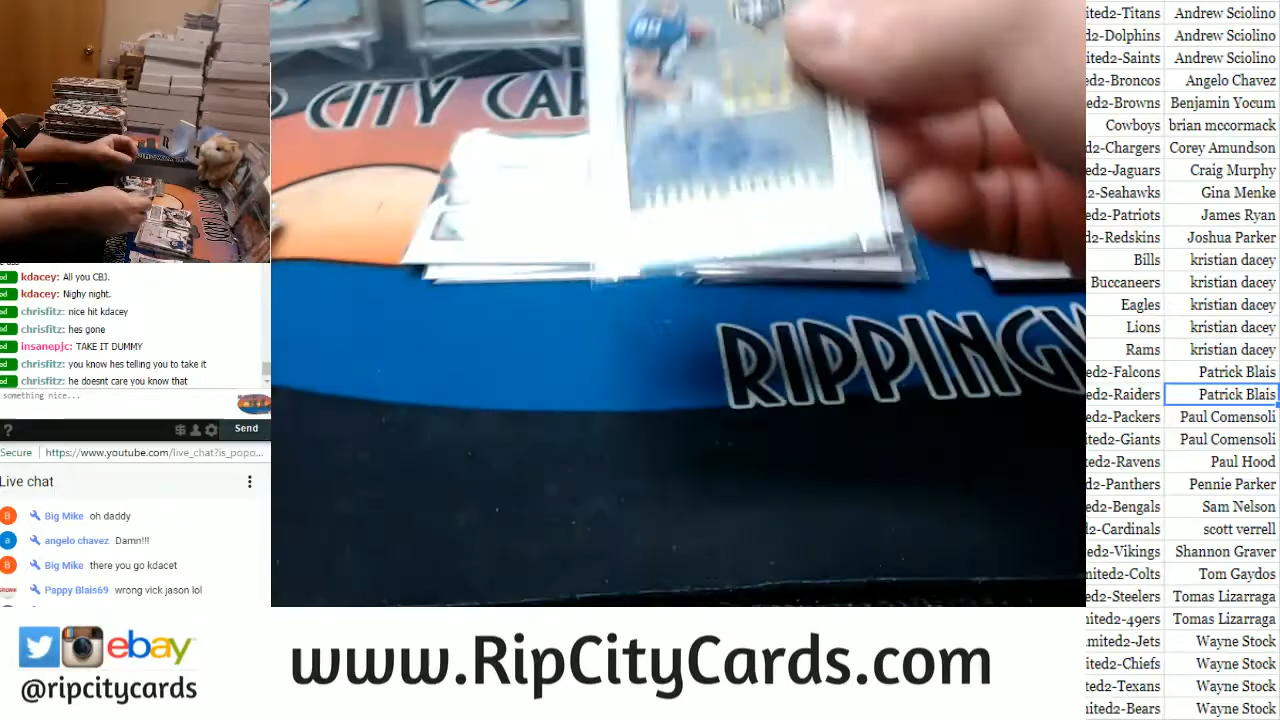 kdacey: All you CBJ.
kdacey: Nighy night.
chrisfitz: nice hit kdacey
chrisfitz: hes gone
insanepjc: TAKE IT DUMMY
chrisfitz: you know hes telling you to take it
chrisfitz: he doesnt care you know that
something nice...
?
Send
Secure https://www.youtube.com/live_chat?is_popo...
Live chat
B Big Mike oh daddy
a angelo chavez Damn!!!
B Big Mike there you go kdacet
Pappy Blais69 wrong vick jason lol
ebay
@ripcitycards
CITY CA
RIPPING
www.RipCityCards.com
ited2-Titans Andrew Sciolino
d2-Dolphins Andrew Sciolino
ited2-Saints Andrew Sciolino
ed2-Broncos Angelo Chavez
ed2-Browns Benjamin Yocum
Cowboys brian mccormack
d2-Chargers Corey Amundson
d2-Jaguars Craig Murphy
2-Seahawks Gina Menke
ed2-Patriots James Ryan
d2-Redskins Joshua Parker
Bills kristian dacey
Buccaneers kristian dacey
Eagles kristian dacey
Lions kristian dacey
Rams kristian dacey
ed2-Falcons Patrick Blais
ed2-Raiders Patrick Blais
ed2-Packers Paul Comensoli
ited2-Giants Paul Comensoli
ed2-Ravens Paul Hood
d2-Panthers Pennie Parker
ed2-Bengals Sam Nelson
d2-Cardinals scott verrell
ed2-Vikings Shannon Graver
nited2-Colts Tom Gaydos
ed2-Steelers Tomas Lizarraga
nited2-49ers Tomas Lizarraga
mited2-Jets Wayne Stock
ited2-Chiefs Wayne Stock
ed2-Texans Wayne Stock
ited2-Bears Wayne Stock